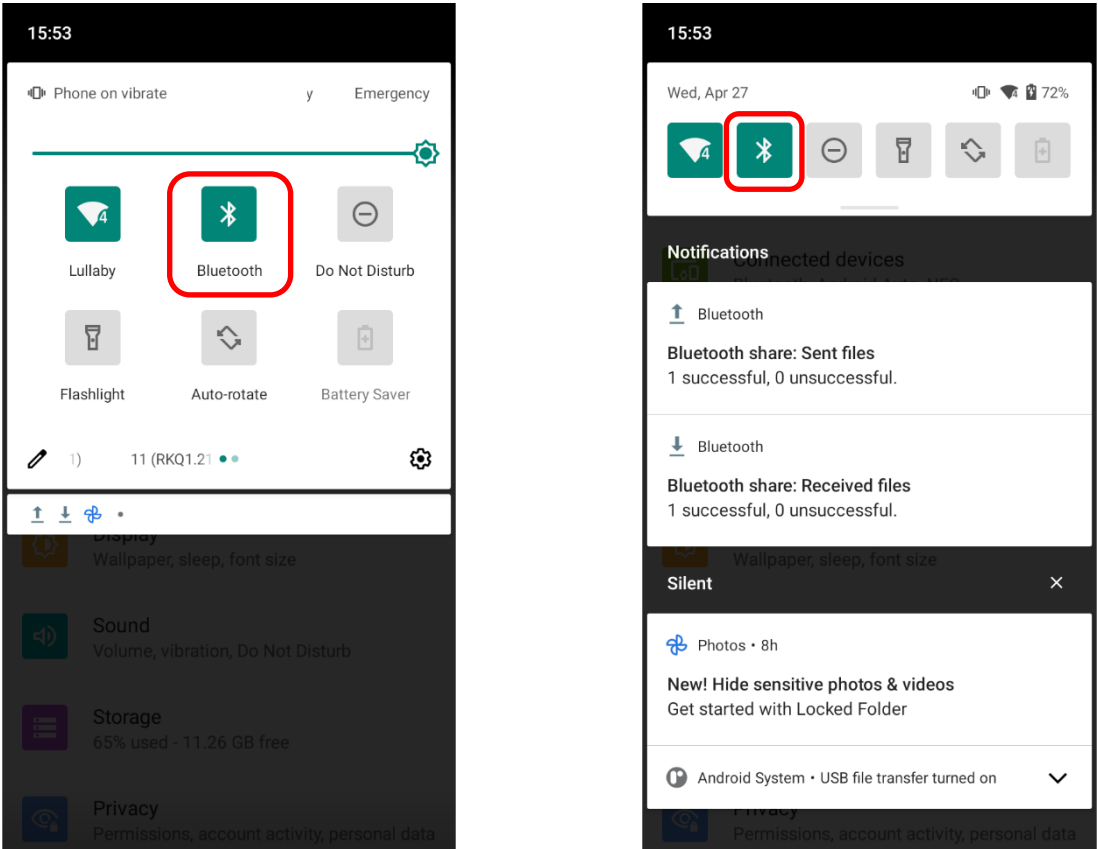 15:53
Phone on vibrate y Emergency
4
Lullaby Bluetooth Do Not Disturb
Flashlight Auto-rotate Battery Saver
1) 11 (RKQ1.21
Display
Wallpaper, sleep, font size
Sound
Volume, vibration, Do Not Disturb
Storage
65% used - 11.26 GB free
Privacy
Permissions, account activity, personal data
15:53
Wed, Apr 27 4 72%
4
Notifications
Connected devices
Bluetooth, Android Auto, NFC
Bluetooth
Bluetooth share: Sent files
1 successful, 0 unsuccessful.
Bluetooth
Bluetooth share: Received files
1 successful, 0 unsuccessful.
Wallpaper, sleep, font size
Silent
Photos • 8h
New! Hide sensitive photos & videos
Get started with Locked Folder
Android System • USB file transfer turned on
Privacy
Permissions, account activity, personal data